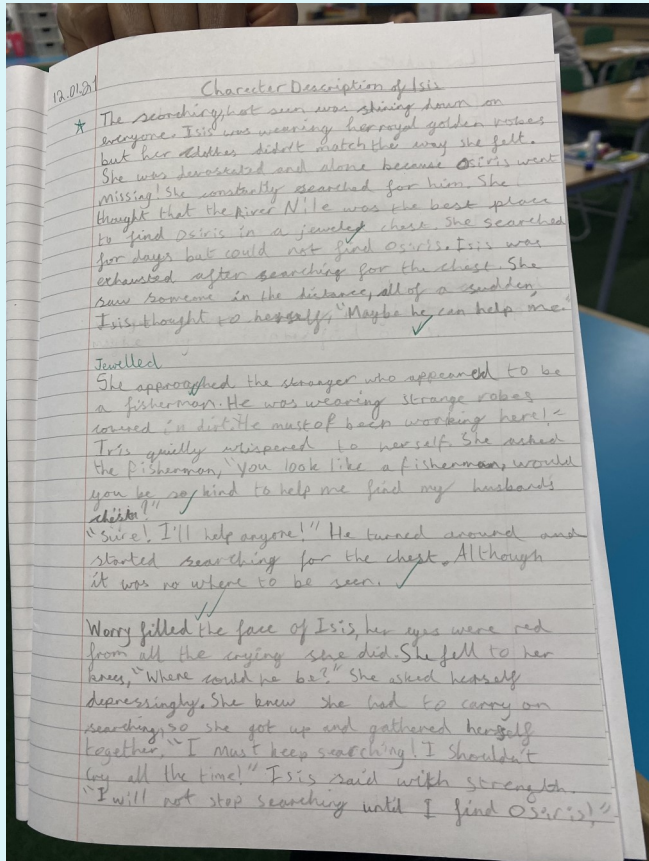 12.01.21
Character Description of Isis
The scorching, hot sun was shining down on
everyone. Isis was wearing her royal golden robes
but her clothes didn't match the way she felt.
She was devastated and alone because Osiris went
missing! She constantly searched for him. She
thought that the River Nile was the best place
to find Osiris in a jeweled chest. She searched
for days but could not find Osiris. Isis was
exhausted after searching for the chest. She
saw someone in the distance, all of a sudden
Isis, thought to herself, "Maybe he can help me."
Jewelled
She approached the stranger who appeared to be
a fisherman. He was wearing strange robes
covered in dirt. He must of been working here!
quietly whispered to herself. She asked
the fisherman, "you look like a fisherman, would
you be so kind to help me find my husbands
chest?"
"Sure! I'll help anyone!" He turned around and
started searching for the chest. Although
it was no where to be seen.
Worry filled the face of Isis, her eyes were red
from all the crying she did. She fell to her
knees, "Where could he be?" She asked herself
depressingly. She knew she had to carry on
searching, so she got up and gathered herself
together, "I must keep searching! I shouldn't
cry all the time!" Isis said with strength.
"I will not stop searching until I find Osiris!"